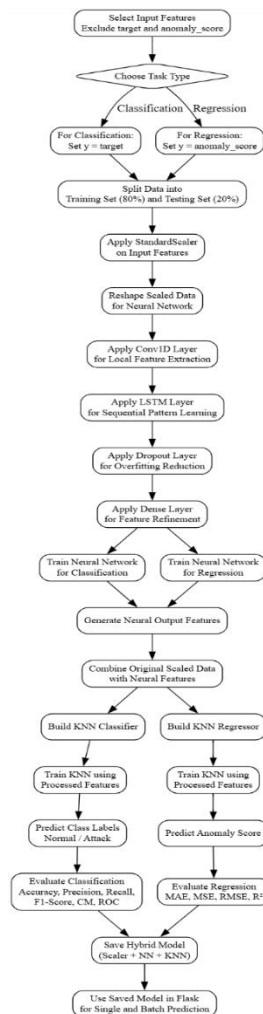 Select Input Features
Exclude target and anomaly_score
Choose Task Type
Classification
Regression
For Classification:
Set y = target
For Regression:
Set y = anomaly_score
Split Data into
Training Set (80%) and Testing Set (20%)
Apply StandardScaler
on Input Features
Reshape Scaled Data
for Neural Network
Apply Conv1D Layer
for Local Feature Extraction
Apply LSTM Layer
for Sequential Pattern Learning
Apply Dropout Layer
for Overfitting Reduction
Apply Dense Layer
for Feature Refinement
Train Neural Network
for Classification
Train Neural Network
for Regression
Generate Neural Output Features
Combine Original Scaled Data
with Neural Features
Build KNN Classifier
Build KNN Regressor
Train KNN using
Processed Features
Train KNN using
Processed Features
Predict Class Labels
Normal / Attack
Predict Anomaly Score
Evaluate Classification
Accuracy, Precision, Recall,
F1-Score, CM, ROC
Evaluate Regression
MAE, MSE, RMSE, R²
Save Hybrid Model
(Scaler + NN + KNN)
Use Saved Model in Flask
for Single and Batch Prediction